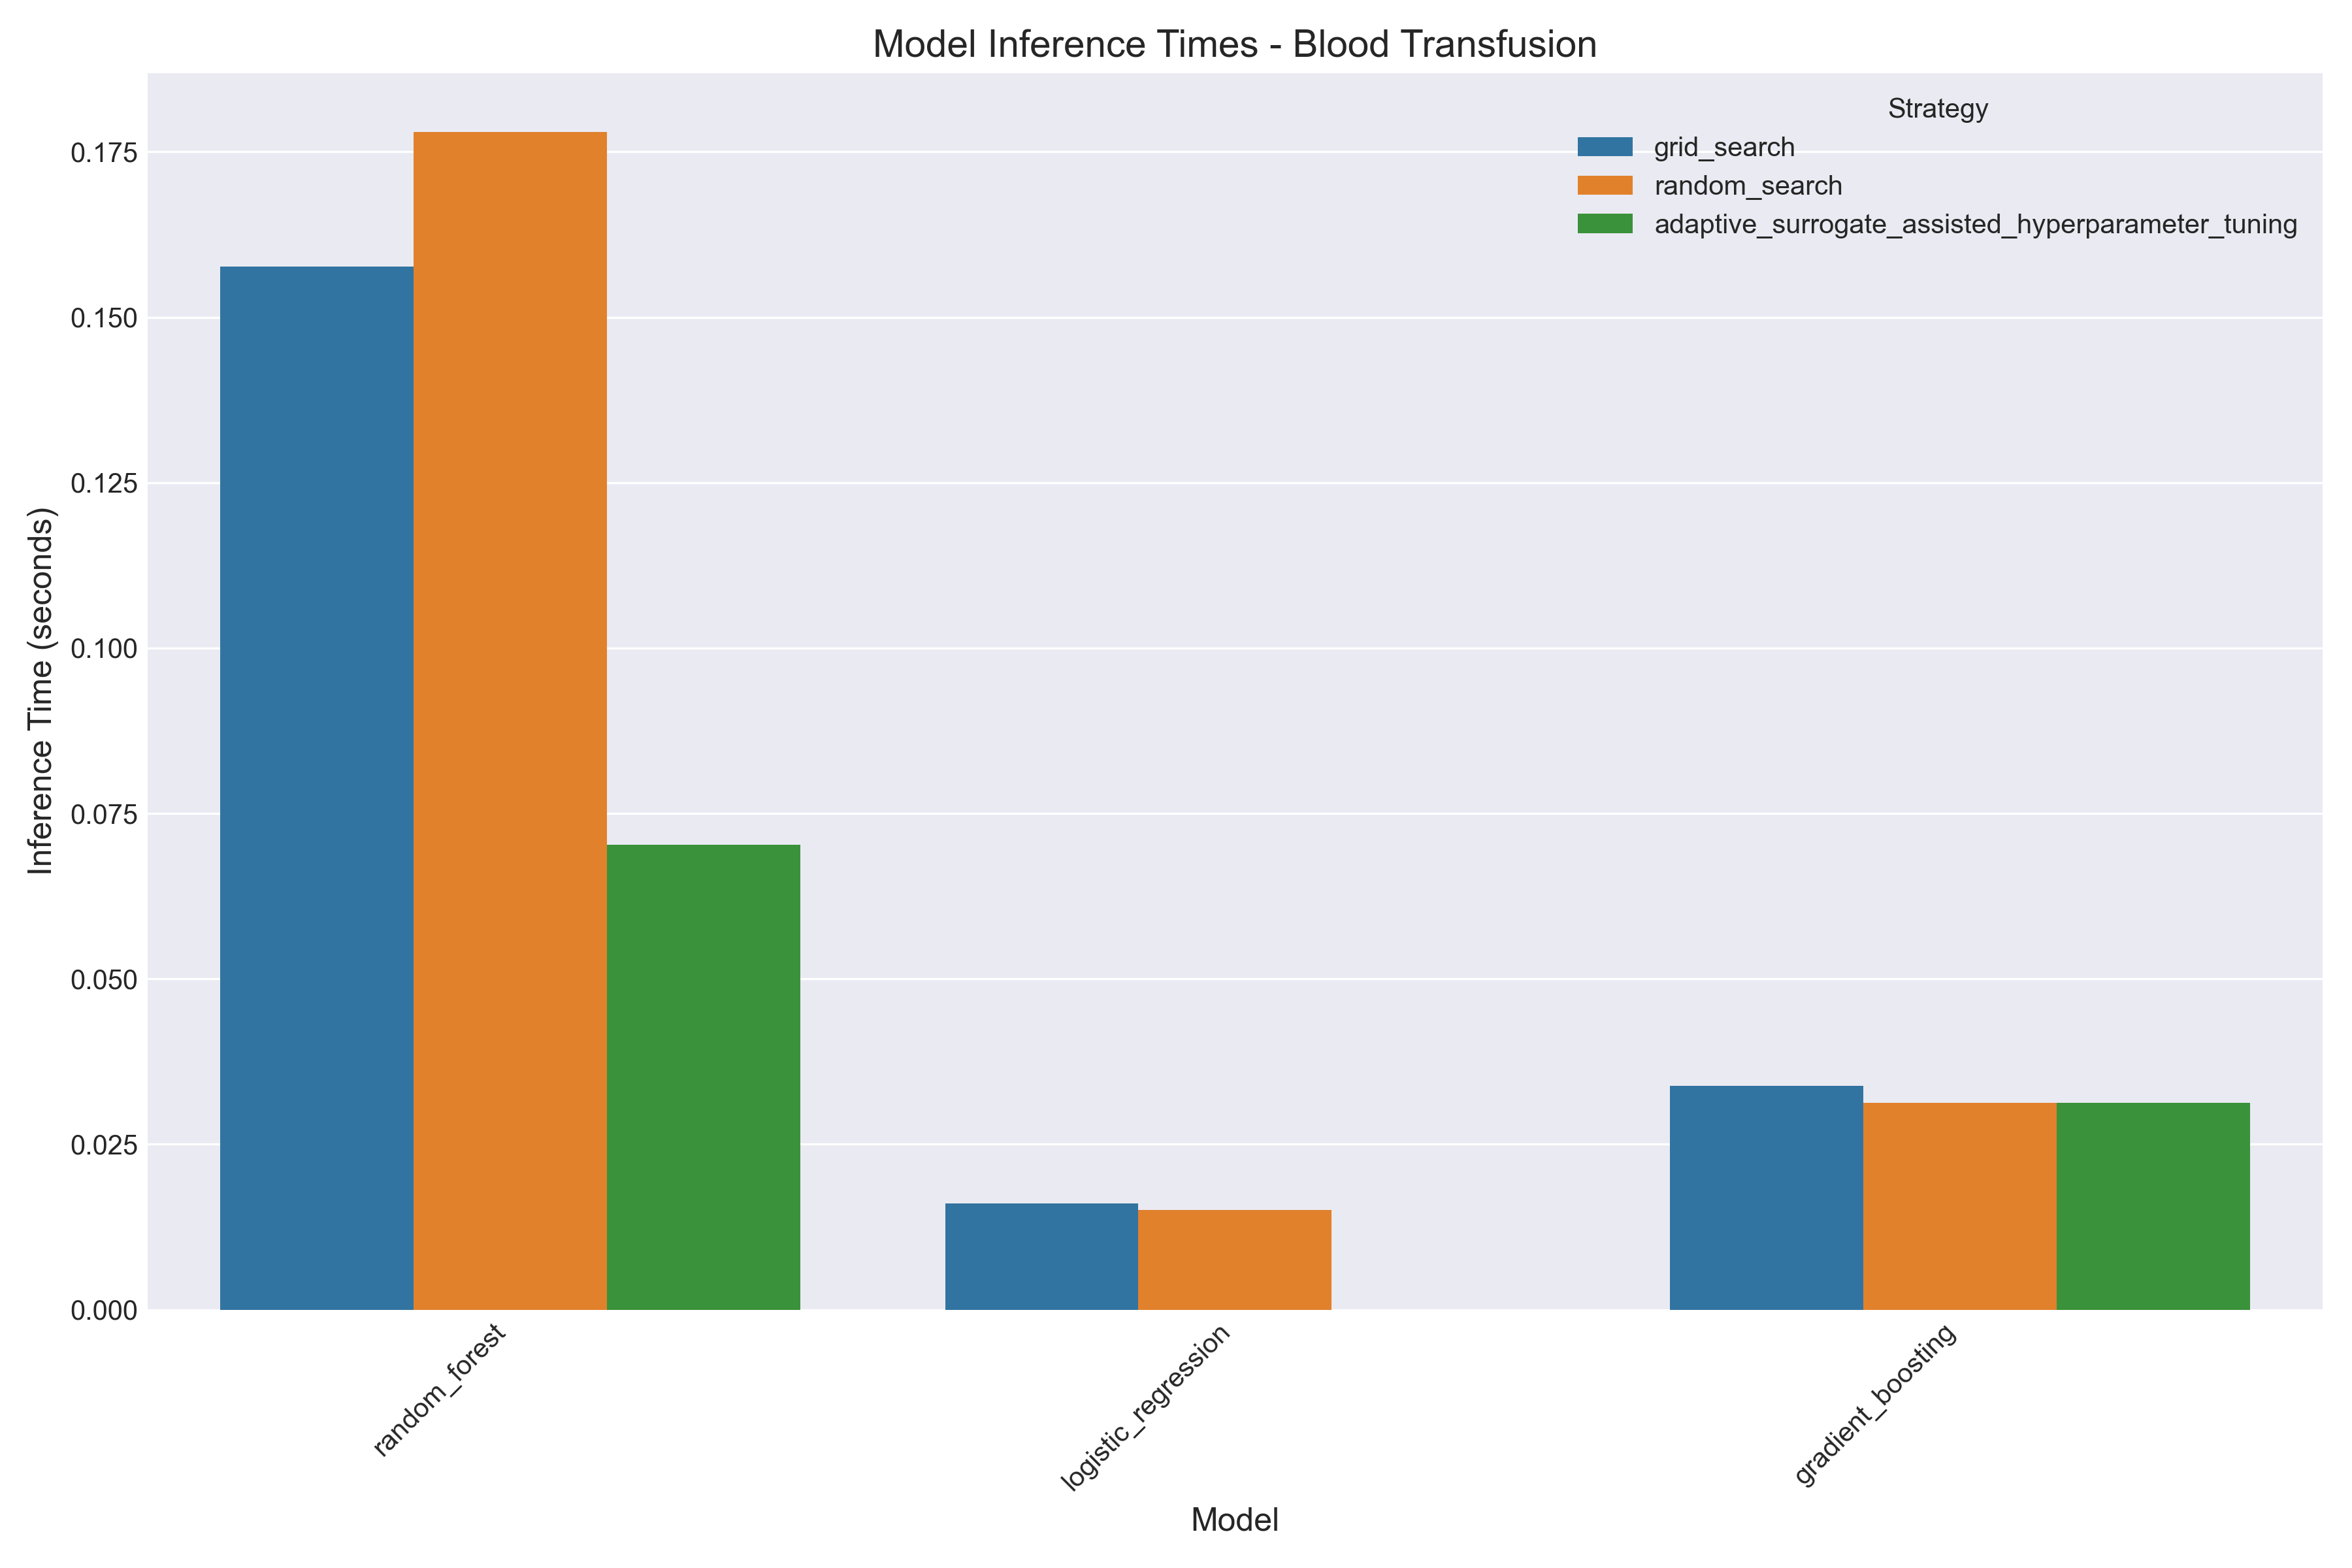 Model Inference Times - Blood Transfusion
Strategy
grid_search
random_search
adaptive_surrogate_assisted_hyperparameter_tuning
Inference Time (seconds)
0.175
0.150
0.125
0.100
0.075
0.050
0.025
0.000
random_forest
logistic_regression
gradient_boosting
Model